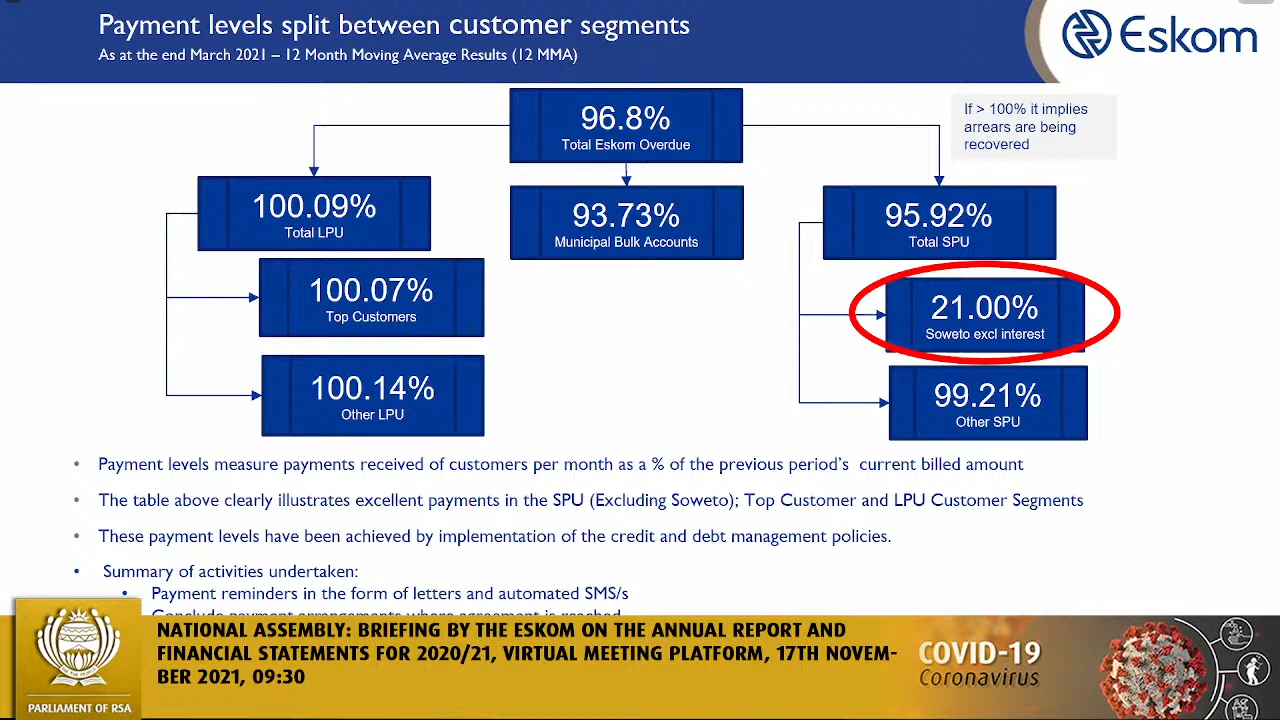 Payment levels split between customer segments
As at the end March 2021 – 12 Month Moving Average Results (12 MMA)
Eskom
96.8%
Total Eskom Overdue
If > 100% it implies
arrears are being
recovered
100.09%
Total LPU
93.73%
Municipal Bulk Accounts
95.92%
Total SPU
100.07%
Top Customers
21.00%
Soweto excl interest
100.14%
Other LPU
99.21%
Other SPU
• Payment levels measure payments received of customers per month as a % of the previous period's current billed amount
• The table above clearly illustrates excellent payments in the SPU (Excluding Soweto); Top Customer and LPU Customer Segments
• These payment levels have been achieved by implementation of the credit and debt management policies.
• Summary of activities undertaken:
• Payment reminders in the form of letters and automated SMS/s
Conclude payment arrangements where agreement is reached
NATIONAL ASSEMBLY: BRIEFING BY THE ESKOM ON THE ANNUAL REPORT AND
FINANCIAL STATEMENTS FOR 2020/21, VIRTUAL MEETING PLATFORM, 17TH NOVEM-
BER 2021, 09:30
PARLIAMENT OF RSA
COVID-19
Coronavirus